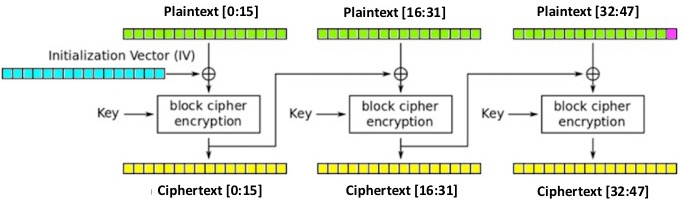 Plaintext [0:15]
Plaintext [16:31]
Plaintext [32:47]
Initialization Vector (IV)
Key
block cipher
encryption
Key
block cipher
encryption
Key
block cipher
encryption
Ciphertext [0:15]
Ciphertext [16:31]
Ciphertext [32:47]